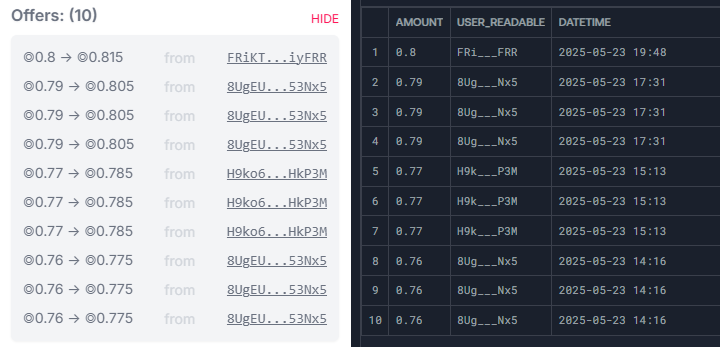 Offers: (10)
HIDE
◎0.8 → ◎0.815 from FRiKT...iyFRR
◎0.79 → ◎0.805 from 8UgEU...53Nx5
◎0.79 → ◎0.805 from 8UgEU...53Nx5
◎0.79 → ◎0.805 from 8UgEU...53Nx5
◎0.77 → ◎0.785 from H9ko6...HkP3M
◎0.77 → ◎0.785 from H9ko6...HkP3M
◎0.77 → ◎0.785 from H9ko6...HkP3M
◎0.76 → ◎0.775 from 8UgEU...53Nx5
◎0.76 → ◎0.775 from 8UgEU...53Nx5
◎0.76 → ◎0.775 from 8UgEU...53Nx5
AMOUNT USER_READABLE DATETIME
1 0.8 FRi___FRR 2025-05-23 19:48
2 0.79 8Ug___Nx5 2025-05-23 17:31
3 0.79 8Ug___Nx5 2025-05-23 17:31
4 0.79 8Ug___Nx5 2025-05-23 17:31
5 0.77 H9k___P3M 2025-05-23 15:13
6 0.77 H9k___P3M 2025-05-23 15:13
7 0.77 H9k___P3M 2025-05-23 15:13
8 0.76 8Ug___Nx5 2025-05-23 14:16
9 0.76 8Ug___Nx5 2025-05-23 14:16
10 0.76 8Ug___Nx5 2025-05-23 14:16